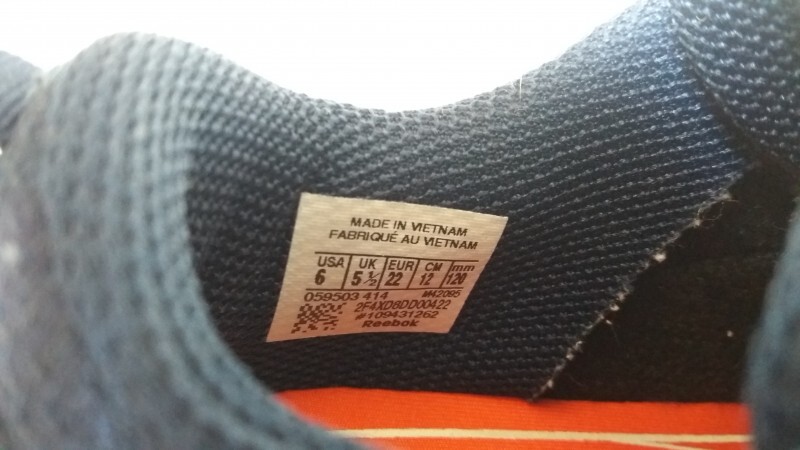 MADE IN VIETNAM
FABRIQUÉ AU VIETNAM
USA UK EUR CM mm
6 5 ½ 22 12 120
059503 414 M42095
2F4XD8DD00422
#109431262
Reebok